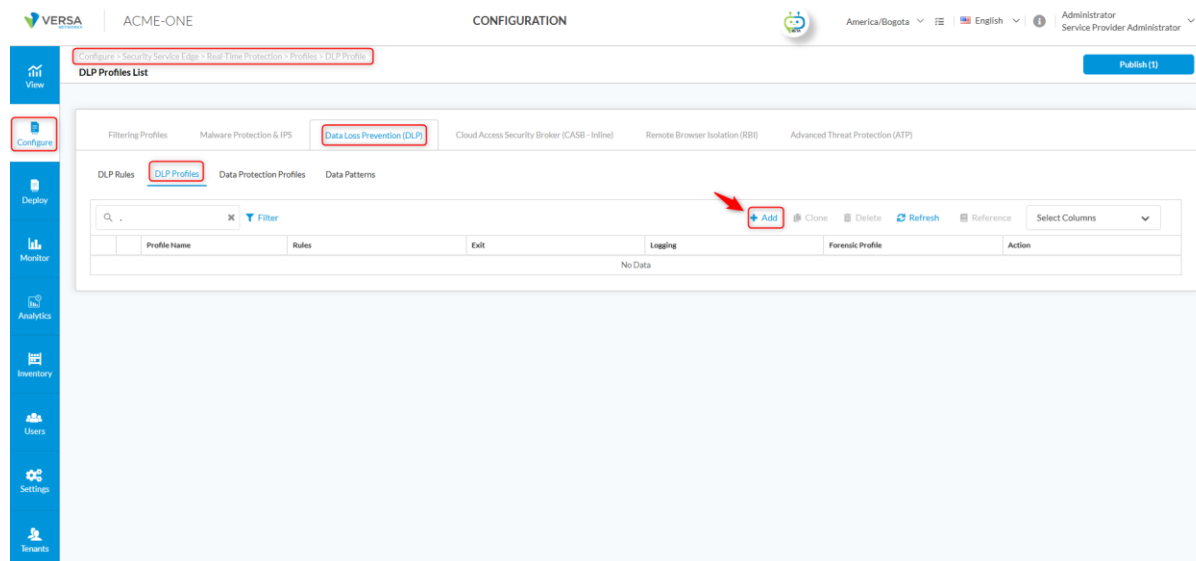 VERSA
NETWORKS
ACME-ONE
CONFIGURATION
America/Bogota
English
Administrator
Service Provider Administrator
Configure > Security Service Edge > Real-Time Protection > Profiles > DLP Profile
DLP Profiles List
Publish (1)
View
Configure
Deploy
Monitor
Analytics
Inventory
Users
Settings
Tenants
Filtering Profiles Malware Protection & IPS Data Loss Prevention (DLP) Cloud Access Security Broker (CASB - Inline) Remote Browser Isolation (RBI) Advanced Threat Protection (ATP)
DLP Rules DLP Profiles Data Protection Profiles Data Patterns
. Filter + Add Clone Delete Refresh Reference Select Columns
Profile Name Rules Exit Logging Forensic Profile Action
No Data